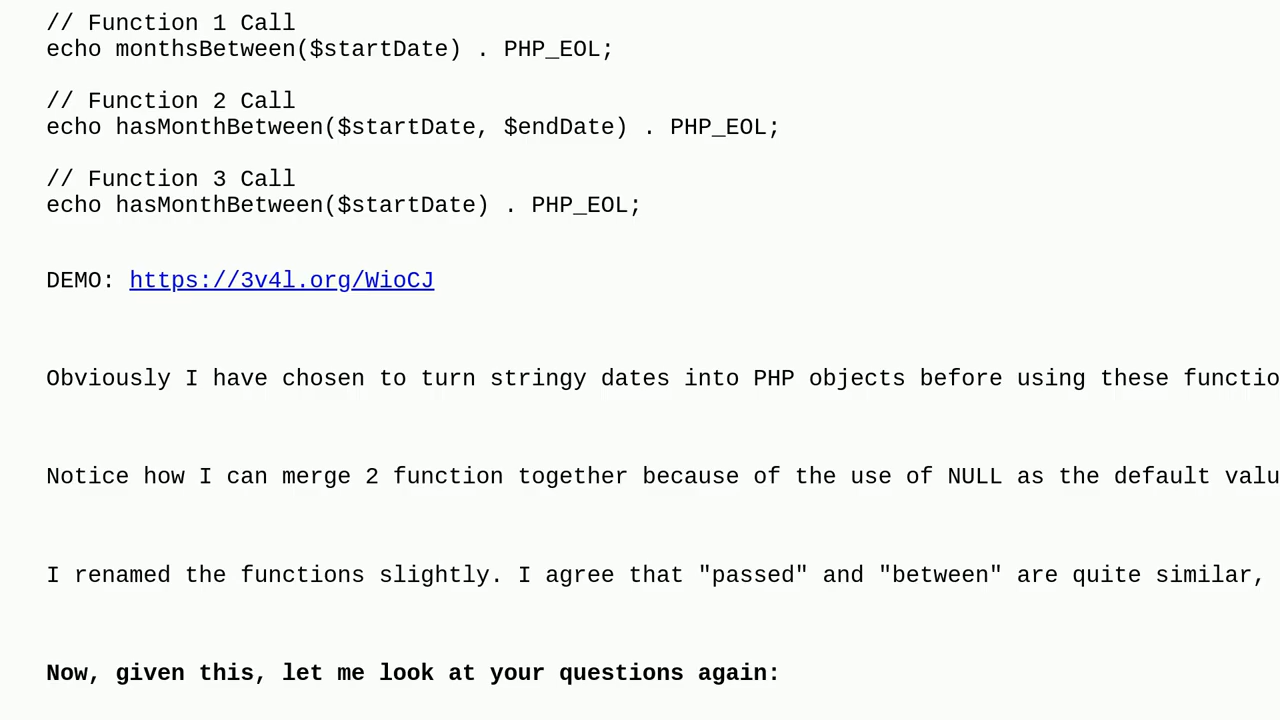 // Function 1 Call
echo monthsBetween($startDate) . PHP_EOL;
// Function 2 Call
echo hasMonthBetween($startDate, $endDate) . PHP_EOL;
// Function 3 Call
echo hasMonthBetween($startDate) . PHP_EOL;
DEMO: https://3v4l.org/WioCJ
Obviously I have chosen to turn stringy dates into PHP objects before using these functio
Notice how I can merge 2 function together because of the use of NULL as the default valu
I renamed the functions slightly. I agree that "passed" and "between" are quite similar,
Now, given this, let me look at your questions again: